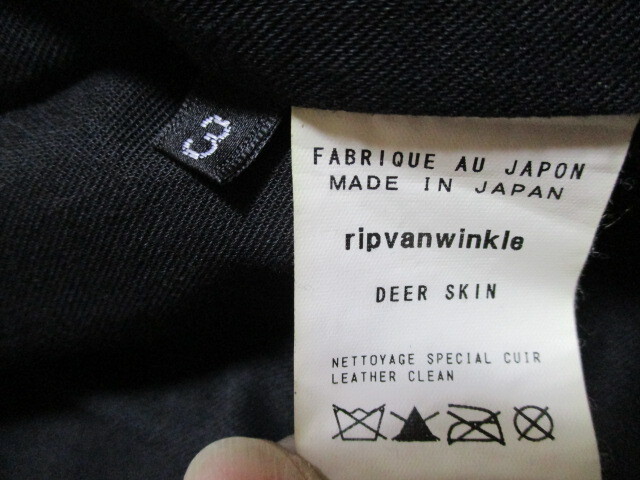 3
FABRIQUE AU JAPON
MADE IN JAPAN
ripvanwinkle
DEER SKIN
NETTOYAGE SPECIAL CUIR
LEATHER CLEAN